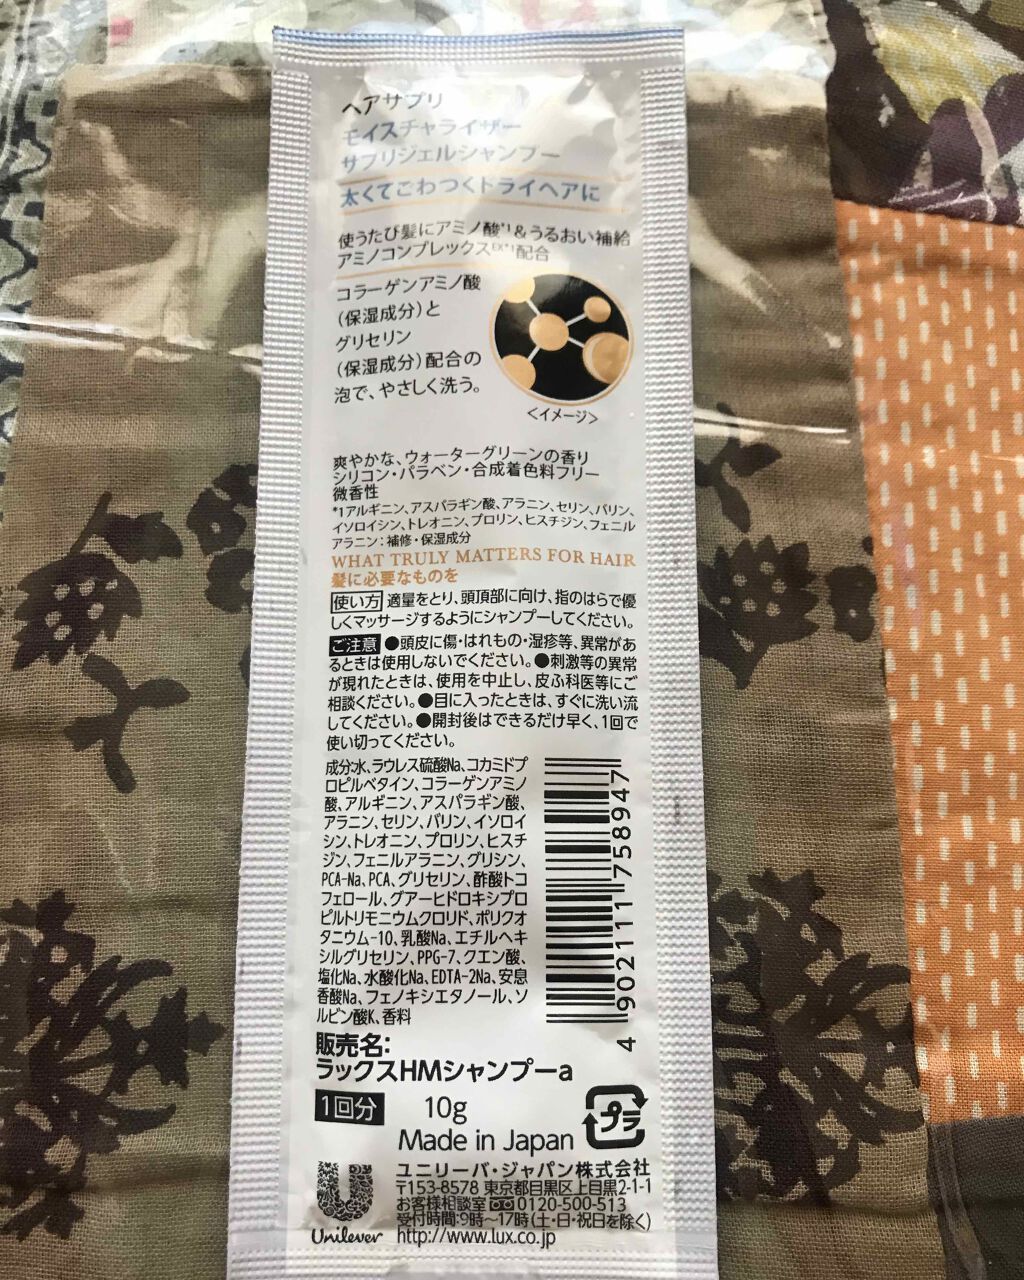 ヘアサプリ
モイスチャライザー
サプリジェルシャンプー
太くてごわつくドライヘアに
使うたび髪にアミノ酸*1&うるおい補給
アミノコンプレックスEX*1配合
コラーゲンアミノ酸
(保湿成分)と
グリセリン
(保湿成分)配合の
泡で、やさしく洗う。
<イメージ>
爽やかな、ウォーターグリーンの香り
シリコン・パラベン・合成着色料フリー
微香性
*1アルギニン、アスパラギン酸、アラニン、セリン、バリン、
イソロイシン、トレオニン、プロリン、ヒスチジン、フェニル
アラニン:補修・保湿成分
WHAT TRULY MATTERS FOR HAIR
髪に必要なものを
使い方 適量をとり、頭頂部に向け、指のはらで優
しくマッサージするようにシャンプーしてください。
ご注意 ●頭皮に傷・はれもの・湿疹等、異常があ
るときは使用しないでください。●刺激等の異常
が現れたときは、使用を中止し、皮ふ科医等にご
相談ください。●目に入ったときは、すぐに洗い流
してください。●開封後はできるだけ早く、1回で
使い切ってください。
成分:水、ラウレス硫酸Na、コカミドプ
ロピルベタイン、コラーゲンアミノ
酸、アルギニン、アスパラギン酸、
アラニン、セリン、バリン、イソロイ
シン、トレオニン、プロリン、ヒスチ
ジン、フェニルアラニン、グリシン、
PCA-Na、PCA、グリセリン、酢酸トコ
フェロール、グアーヒドロキシプロ
ピルトリモニウムクロリド、ポリクオ
タニウム-10、乳酸Na、エチルヘキ
シルグリセリン、PPG-7、クエン酸、
塩化Na、水酸化Na、EDTA-2Na、安息
香酸Na、フェノキシエタノール、ソ
ルビン酸K、香料
4 902111 758947
販売名:
ラックスHMシャンプーa
1回分 10g
Made in Japan
プラ
ユニリーバ・ジャパン株式会社
〒153-8578 東京都目黒区上目黒2-1-1
お客様相談室 0120-500-513
受付時間:9時~17時(土・日・祝日を除く)
Unilever http://www.lux.co.jp